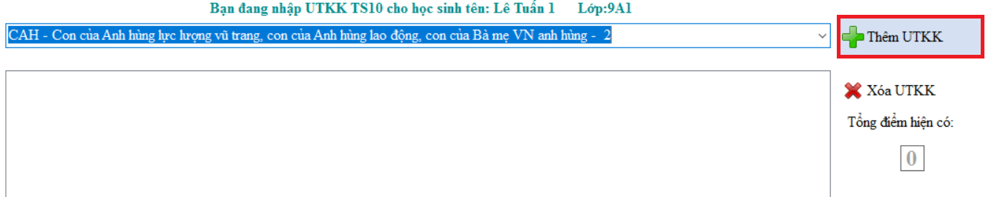 Bạn đang nhập UTKK TS10 cho học sinh tên: Lê Tuấn 1 Lớp:9A1
CAH - Con của Anh hùng lực lượng vũ trang, con của Anh hùng lao động, con của Bà mẹ VN anh hùng - 2
Thêm UTKK
Xóa UTKK
Tổng điểm hiện có:
0